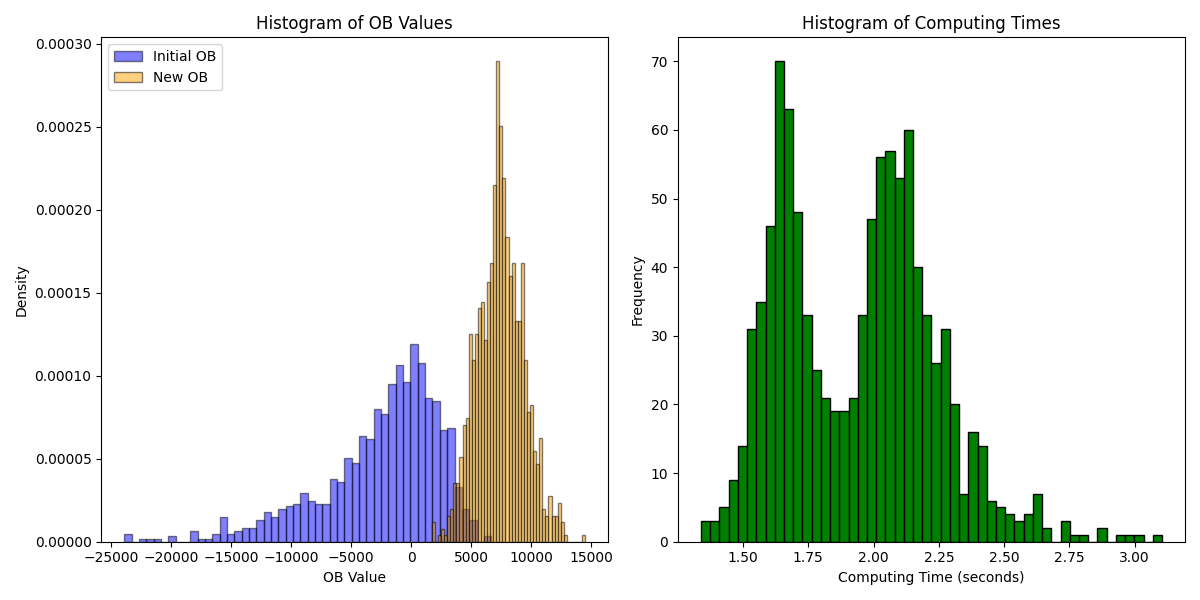 Histogram of OB Values
Initial OB
New OB
0.00030
0.00025
0.00020
0.00015
0.00010
0.00005
0.00000
Density
−25000 −20000 −15000 −10000 −5000 0 5000 10000 15000
OB Value
Histogram of Computing Times
70
60
50
40
30
20
10
0
Frequency
1.50 1.75 2.00 2.25 2.50 2.75 3.00
Computing Time (seconds)